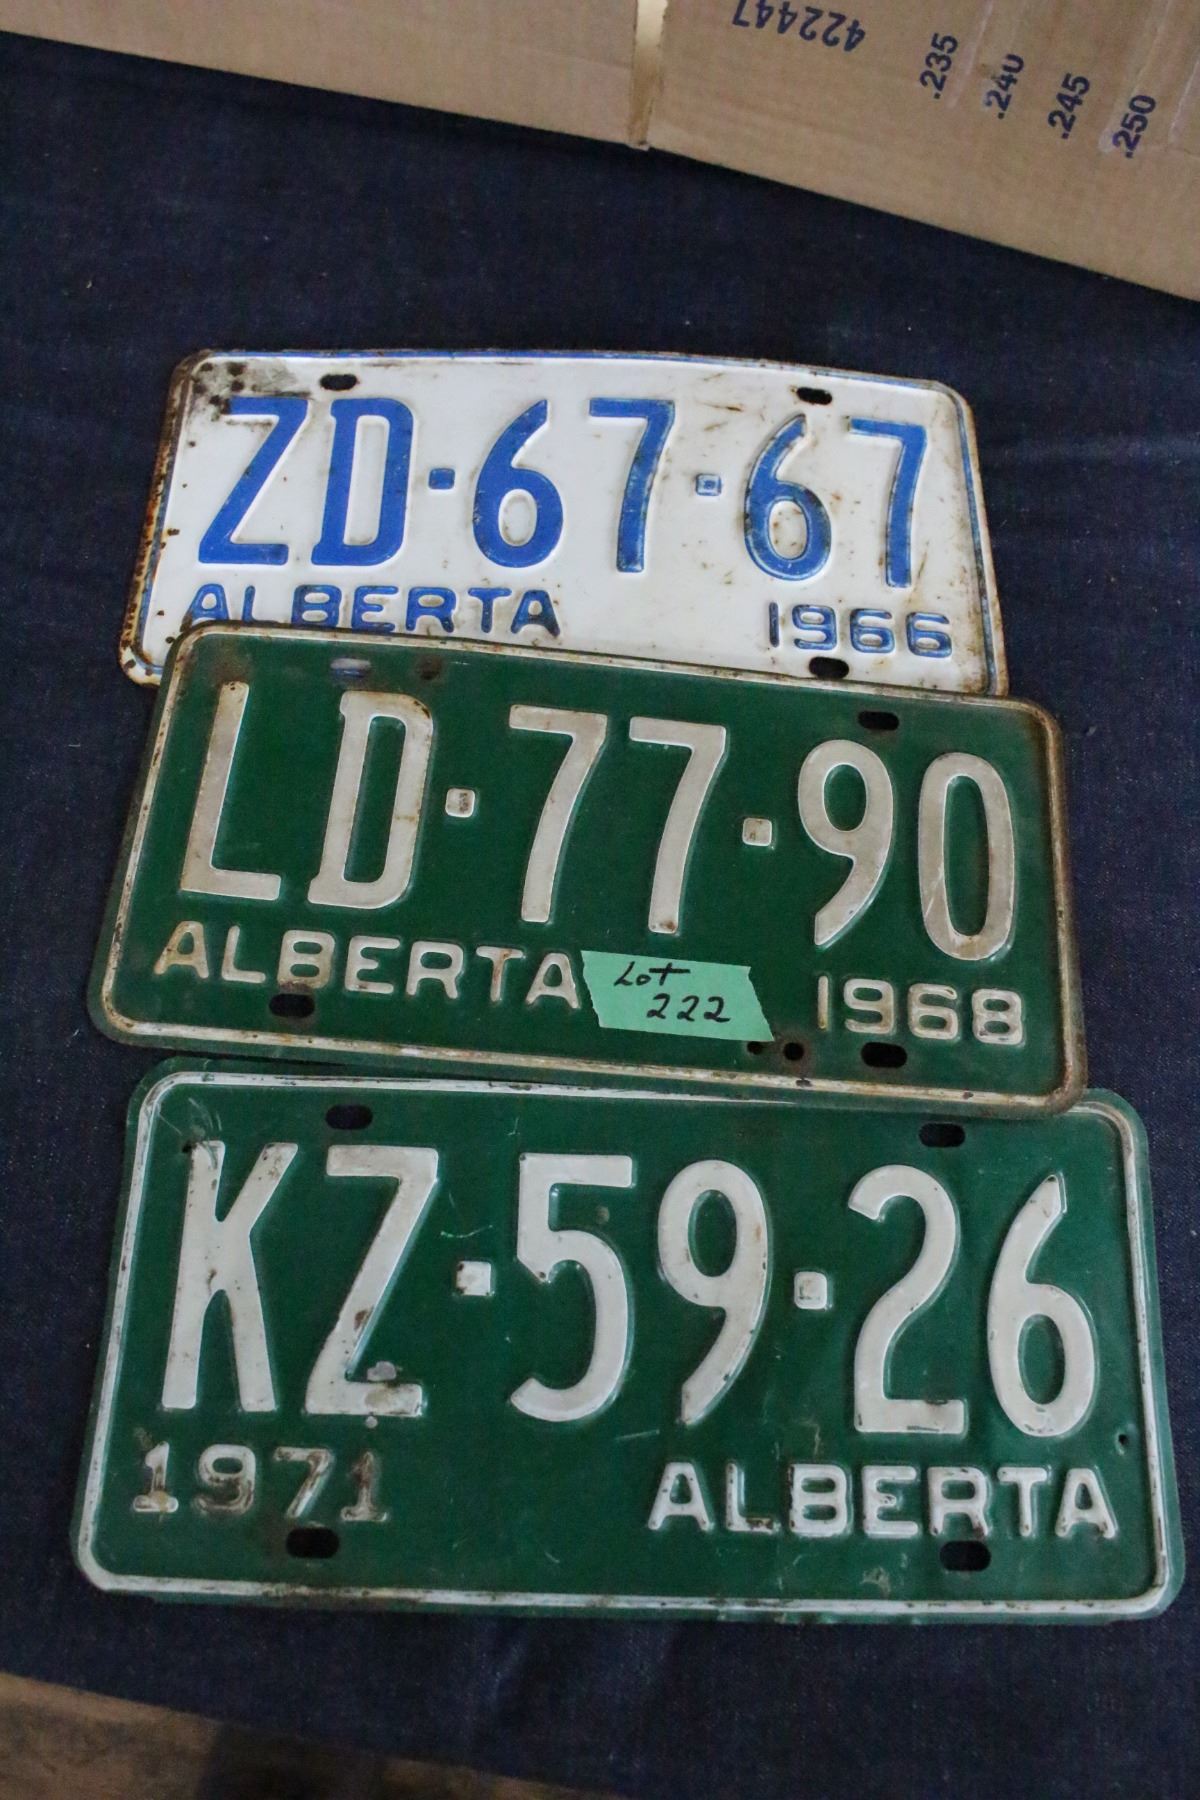 422447
.235
.240
.245
.250
ZD·67·67
ALBERTA 1966
LD·77·90
ALBERTA 1968
Lot
222
KZ·59·26
1971 ALBERTA